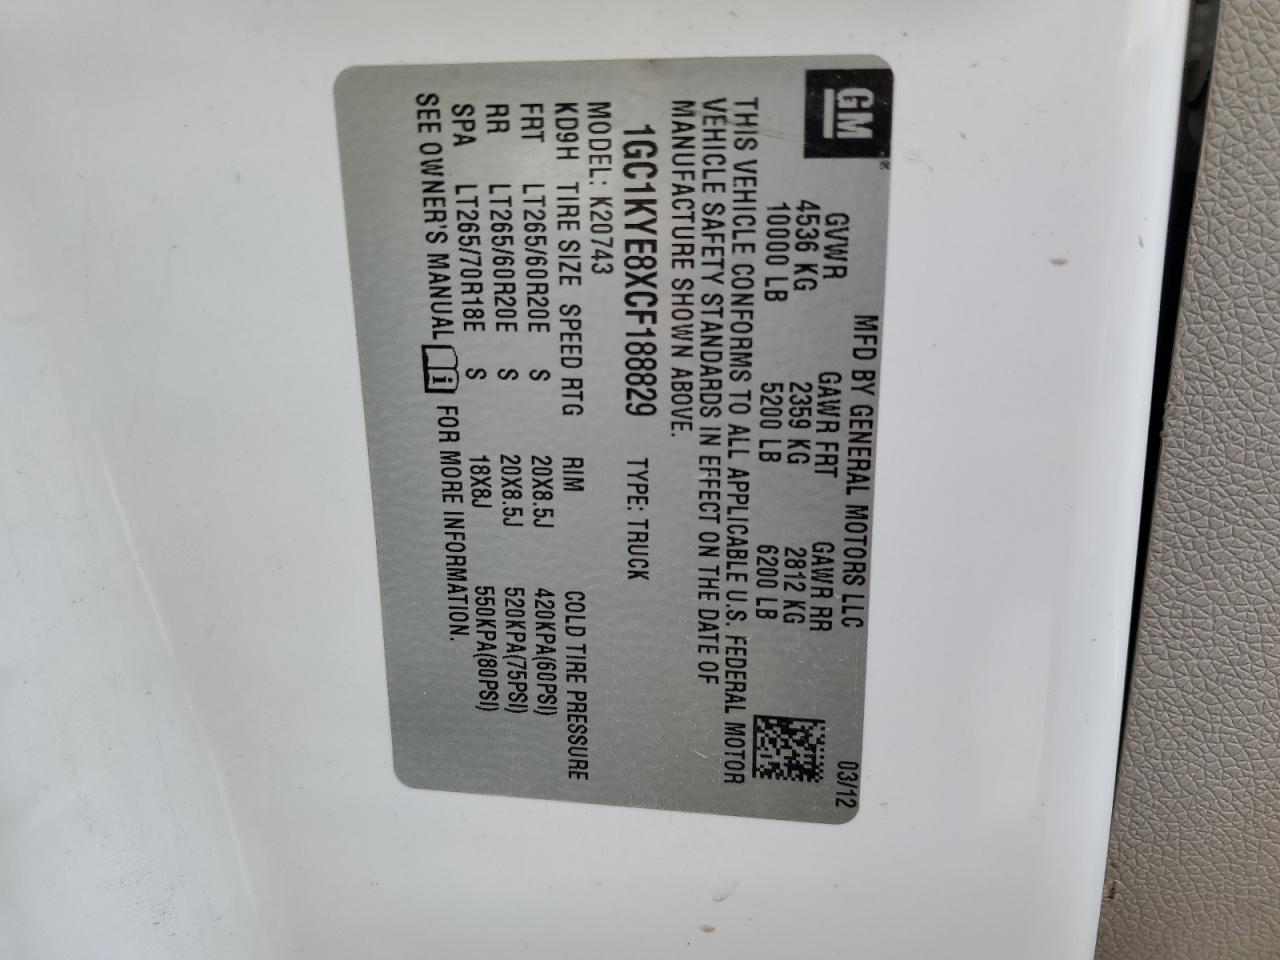 GM®
MFD BY GENERAL MOTORS LLC 03/12
GVWR GAWR FRT GAWR RR
4536 KG 2359 KG 2812 KG
10000 LB 5200 LB 6200 LB
THIS VEHICLE CONFORMS TO ALL APPLICABLE U.S. FEDERAL MOTOR
VEHICLE SAFETY STANDARDS IN EFFECT ON THE DATE OF
MANUFACTURE SHOWN ABOVE.
1GC1KYE8XCF188829 TYPE: TRUCK
MODEL: K20743
KD9H TIRE SIZE SPEED RTG RIM COLD TIRE PRESSURE
FRT LT265/60R20E S 20X8.5J 420KPA(60PSI)
RR LT265/60R20E S 20X8.5J 520KPA(75PSI)
SPA LT265/70R18E S 18X8J 550KPA(80PSI)
SEE OWNER'S MANUAL i FOR MORE INFORMATION.